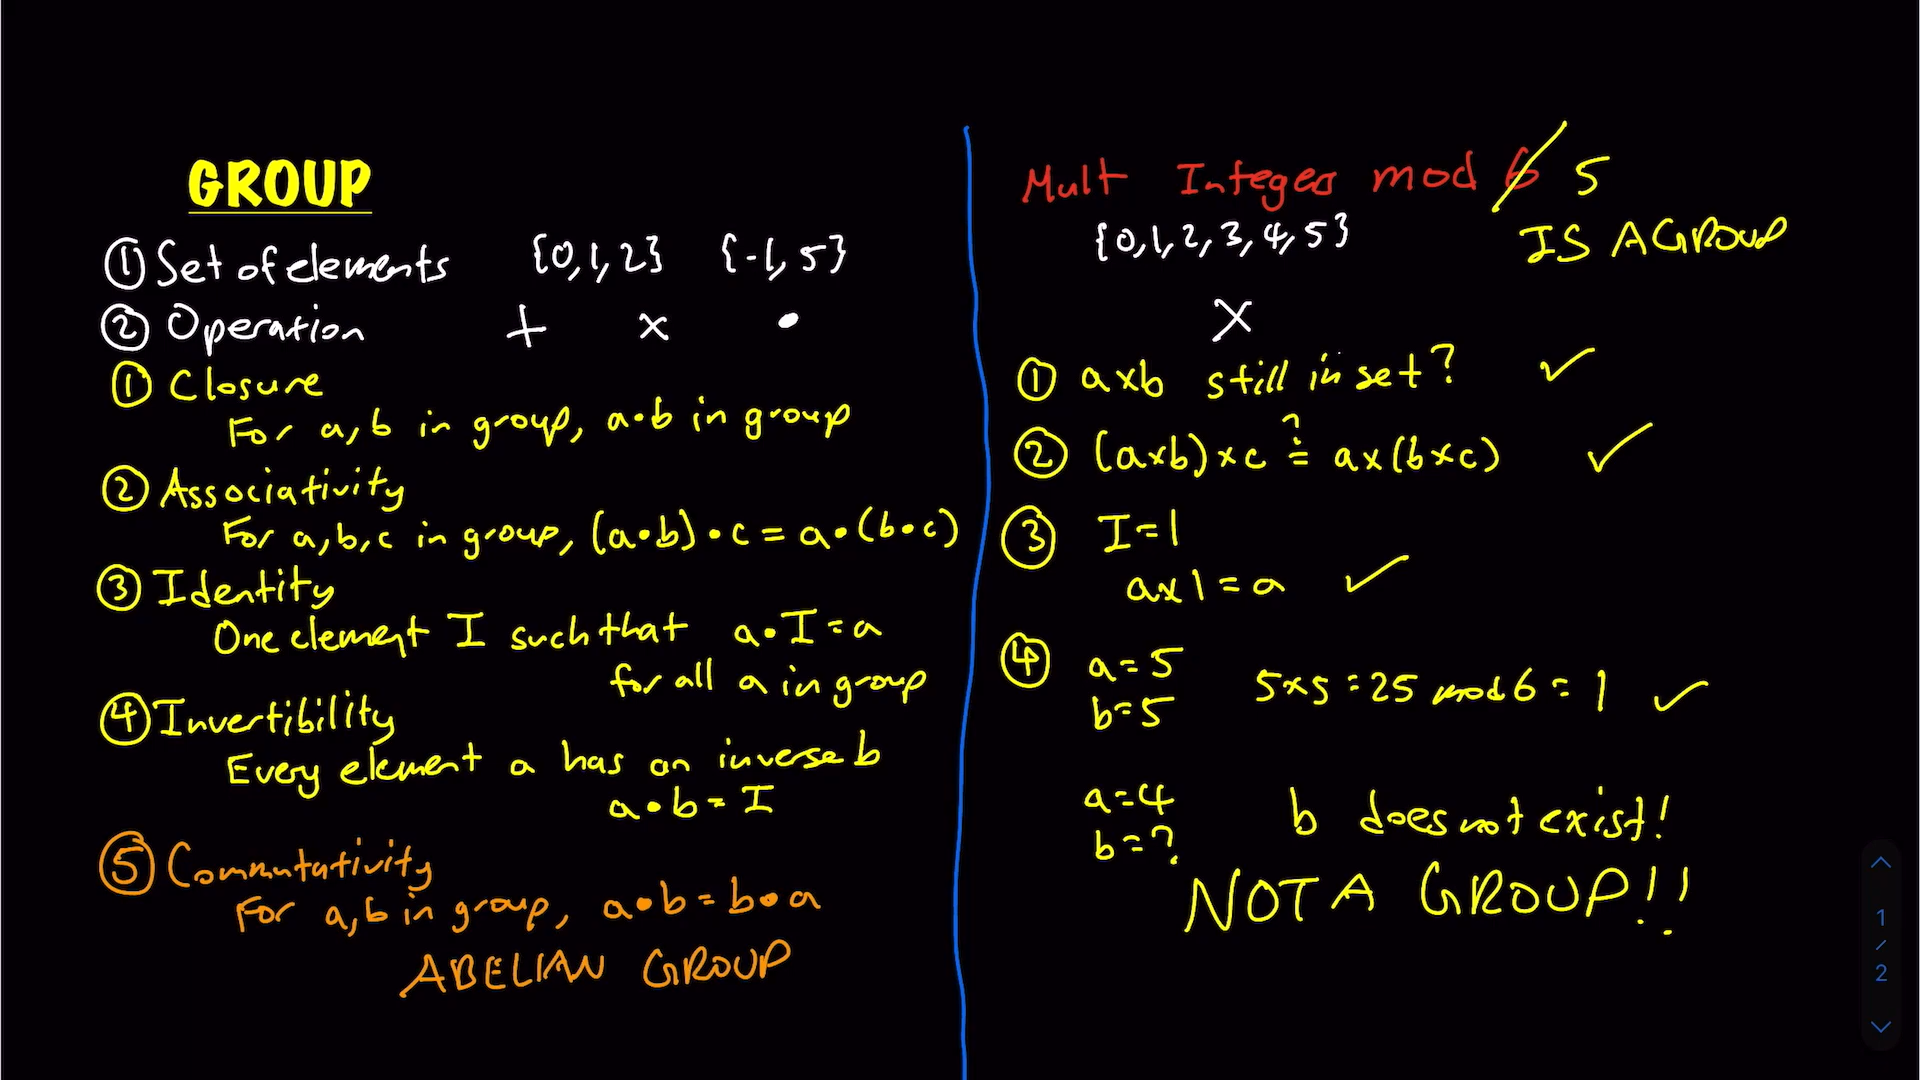 GROUP
① Set of elements {0,1,2} {-1,5}
② Operation + × •
① Closure
For a,b in group, a•b in group
② Associativity
For a,b,c in group, (a•b)•c = a•(b•c)
③ Identity
One element I such that a•I=a
for all a in group
④ Invertibility
Every element a has an inverse b
a•b=I
⑤ Commutativity
For a,b in group, a•b=b•a
ABELIAN GROUP
Mult Integer mod 6 5
{0,1,2,3,4,5} IS A GROUP
×
① a×b still in set? ✓
② (a×b)×c ≟ a×(b×c) ✓
③ I=1
a×1=a ✓
④ a=5
b=5 5×5=25 mod 6=1 ✓
a=4
b=? b does not exist!
NOT A GROUP!!
1
/
2